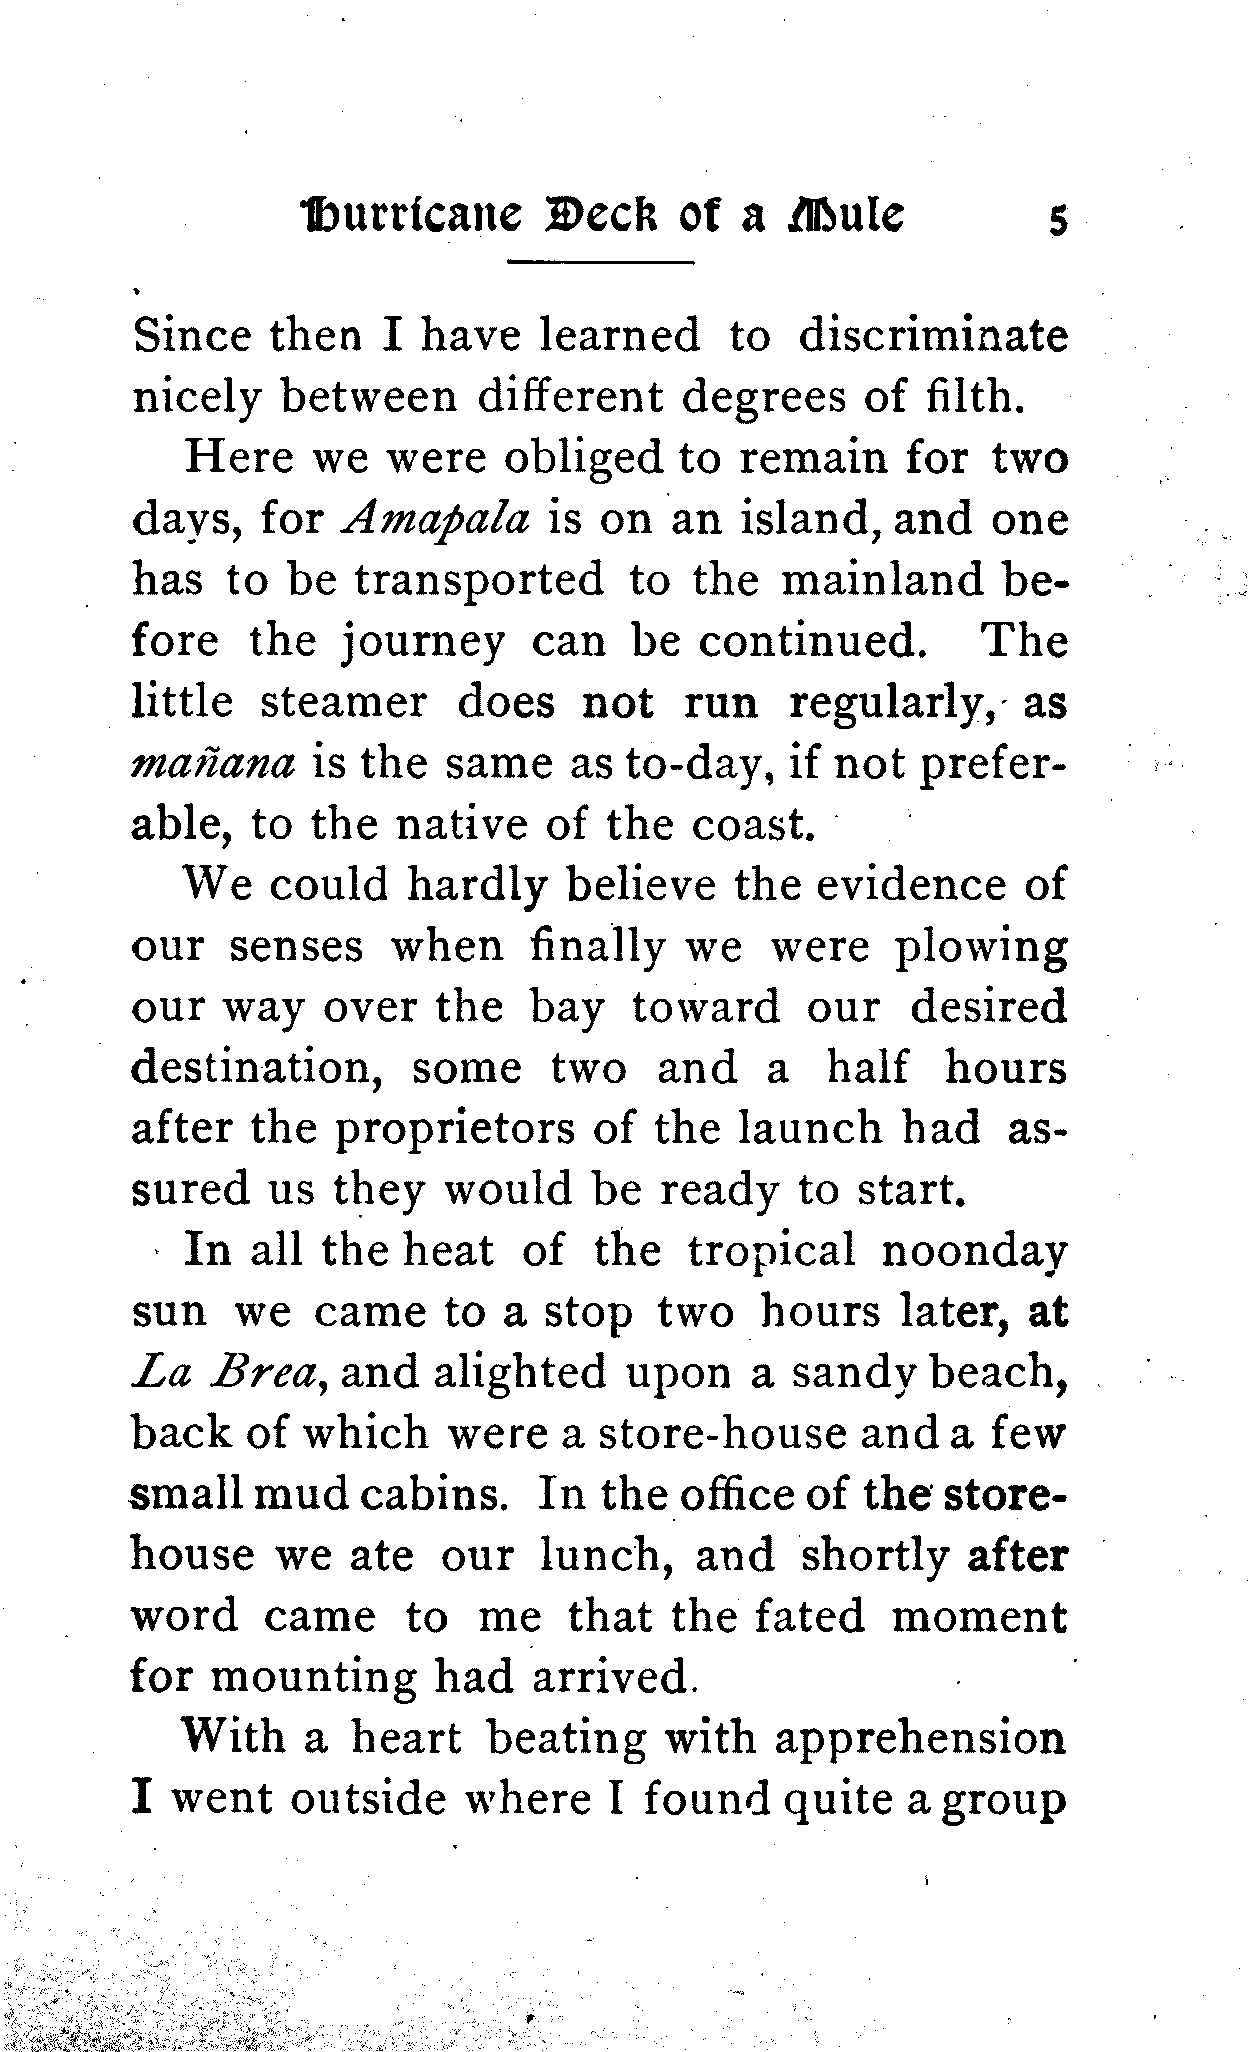 Hurricane Deck of a Mule 5
Since then I have learned to discriminate
nicely between different degrees of filth.
Here we were obliged to remain for two
days, for Amapala is on an island, and one
has to be transported to the mainland be-
fore the journey can be continued. The
little steamer does not run regularly, as
mañana is the same as to-day, if not prefer-
able, to the native of the coast.
We could hardly believe the evidence of
our senses when finally we were plowing
our way over the bay toward our desired
destination, some two and a half hours
after the proprietors of the launch had as-
sured us they would be ready to start.
In all the heat of the tropical noonday
sun we came to a stop two hours later, at
La Brea, and alighted upon a sandy beach,
back of which were a store-house and a few
small mud cabins. In the office of the store-
house we ate our lunch, and shortly after
word came to me that the fated moment
for mounting had arrived.
With a heart beating with apprehension
I went outside where I found quite a group